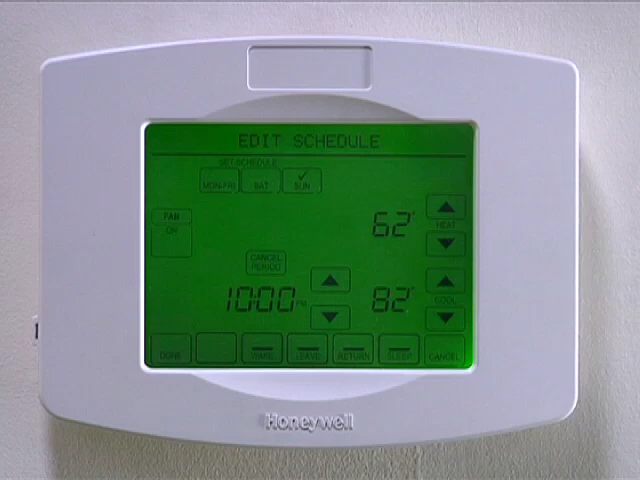 EDIT SCHEDULE
SET SCHEDULE
MON-FRI SAT SUN
FAN
ON
62°
HEAT
CANCEL
PERIOD
10:00 PM
82°
COOL
DONE WAKE LEAVE RETURN SLEEP CANCEL
Honeywell